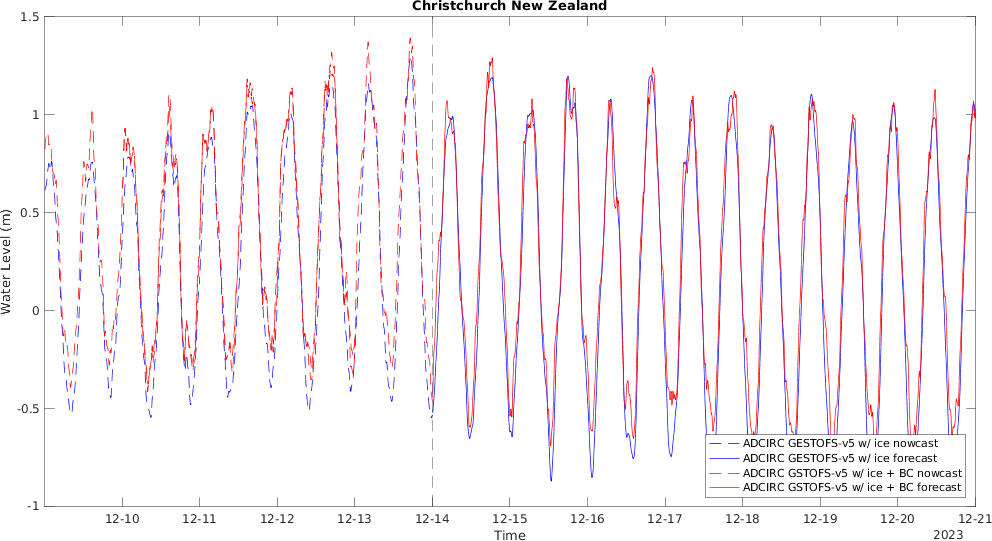 Christchurch New Zealand
1.5
1
0.5
0
-0.5
-1
Water Level (m)
ADCIRC GESTOFS-v5 w/ ice nowcast
ADCIRC GESTOFS-v5 w/ ice forecast
ADCIRC GSTOFS-v5 w/ ice + BC nowcast
ADCIRC GSTOFS-v5 w/ ice + BC forecast
12-10 12-11 12-12 12-13 12-14 12-15 12-16 12-17 12-18 12-19 12-20 12-21
Time
2023